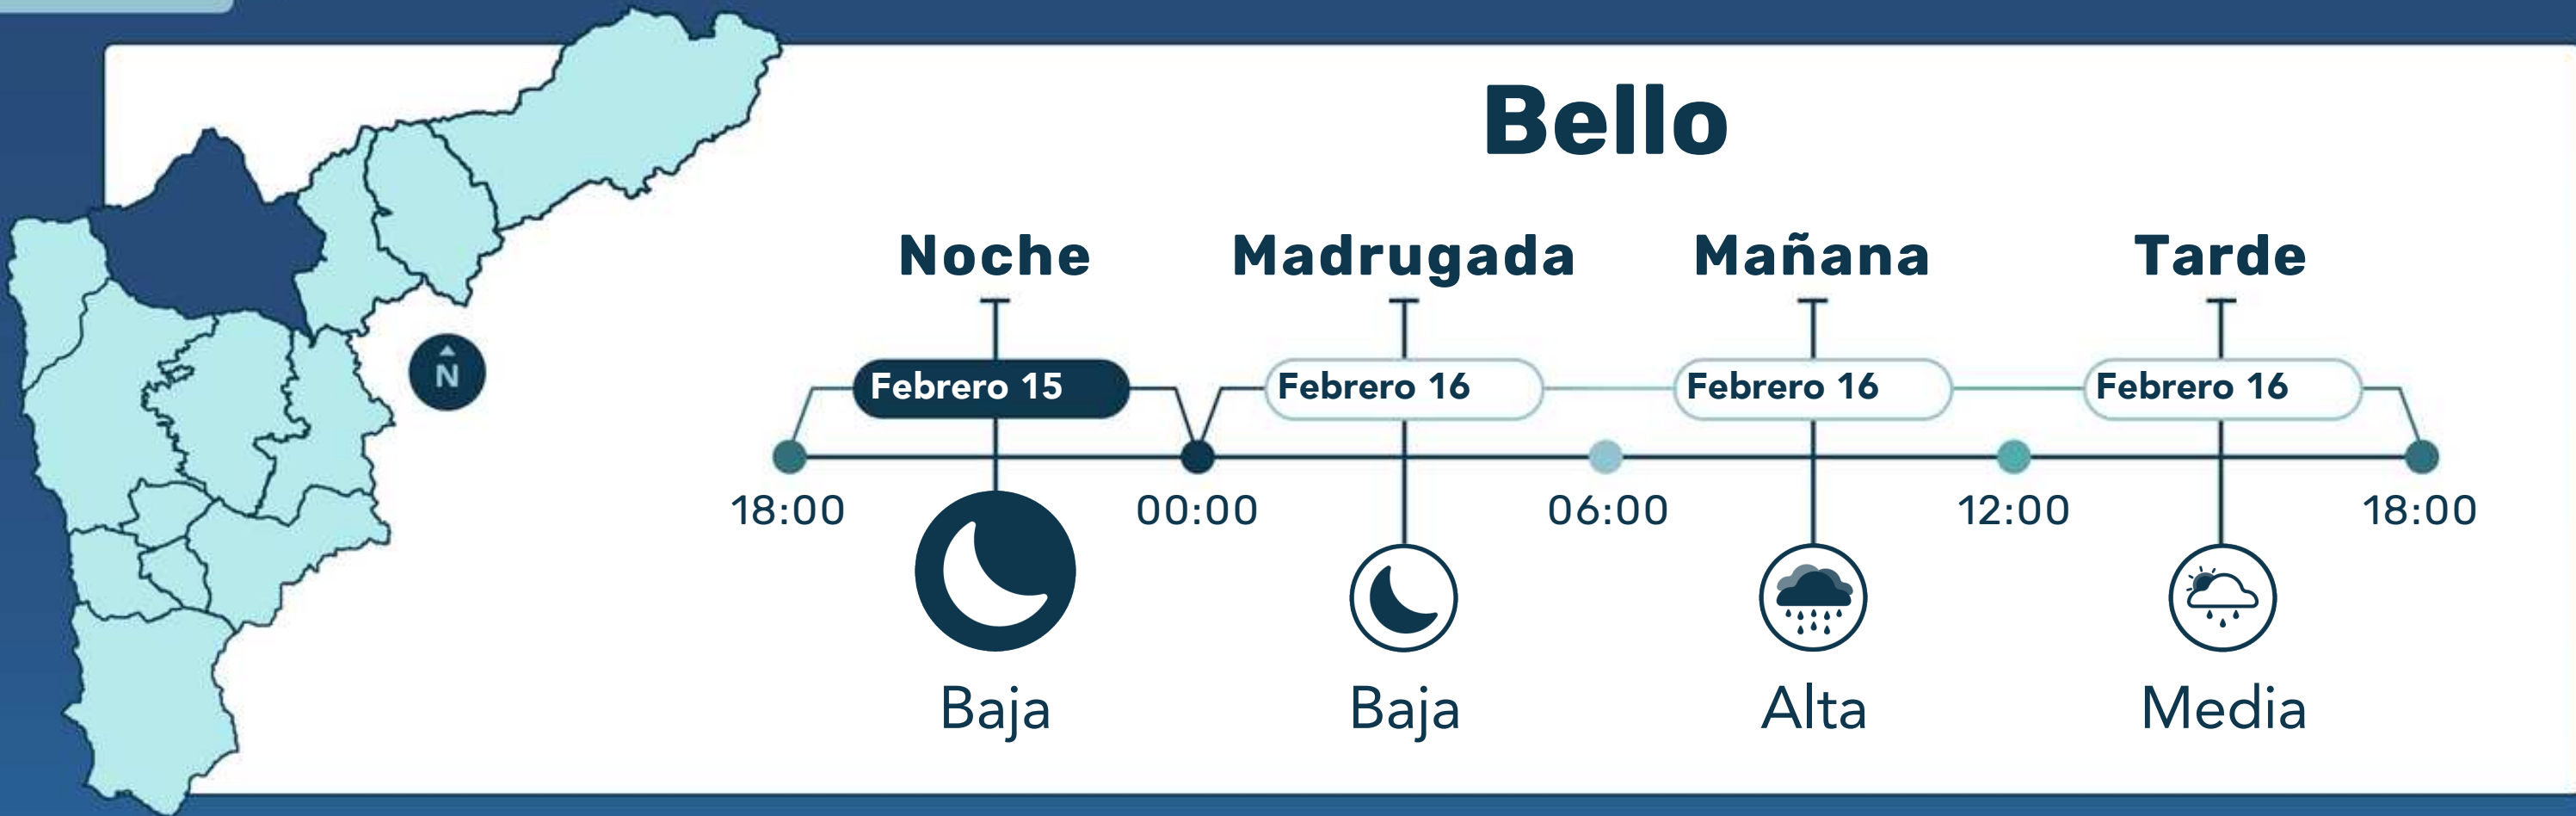 Bello
Noche Madrugada Mañana Tarde
Febrero 15 Febrero 16 Febrero 16 Febrero 16
N
18:00 00:00 06:00 12:00 18:00
Baja Baja Alta Media